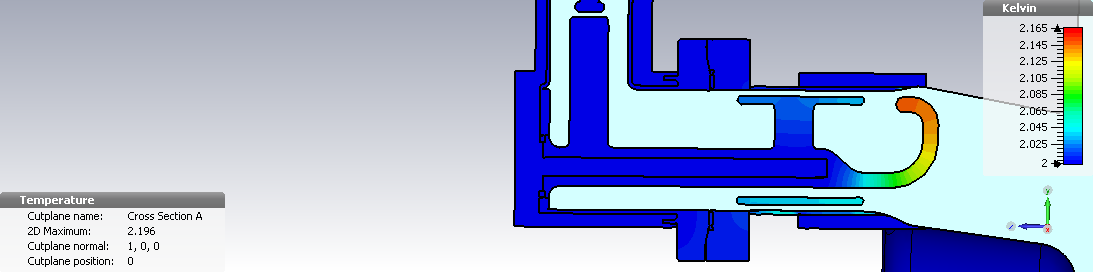 Kelvin
2.165
2.145
2.125
2.105
2.085
2.065
2.045
2.025
2
y
z
x
Temperature
Cutplane name: Cross Section A
2D Maximum: 2.196
Cutplane normal: 1, 0, 0
Cutplane position: 0